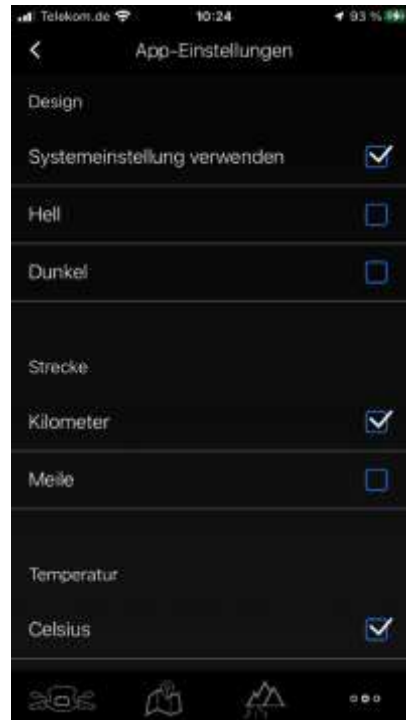 Telekom.de 10:24 93 %
App-Einstellungen
Design
Systemeinstellung verwenden
Hell
Dunkel
Strecke
Kilometer
Meile
Temperatur
Celsius